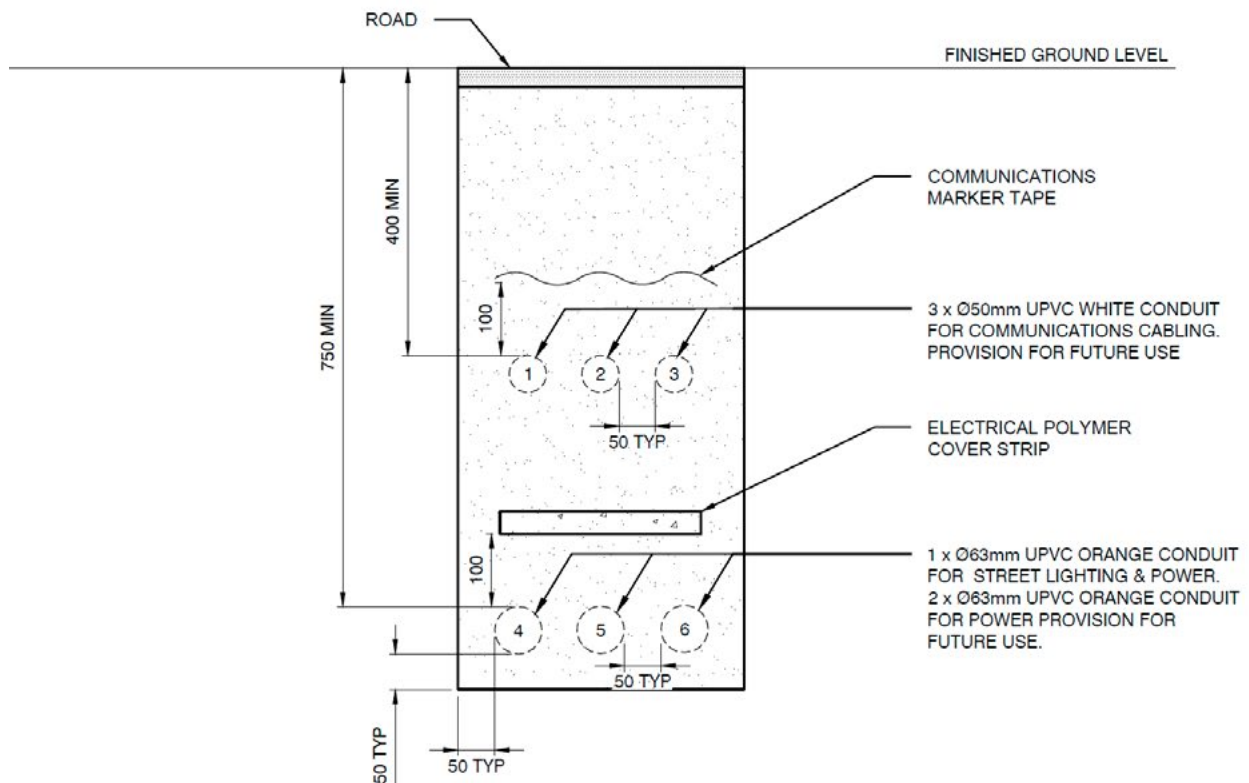 ROAD
FINISHED GROUND LEVEL
400 MIN
750 MIN
COMMUNICATIONS
MARKER TAPE
100
3 x Ø50mm UPVC WHITE CONDUIT
FOR COMMUNICATIONS CABLING.
PROVISION FOR FUTURE USE
1
2
3
50 TYP
ELECTRICAL POLYMER
COVER STRIP
100
1 x Ø63mm UPVC ORANGE CONDUIT
FOR STREET LIGHTING & POWER.
2 x Ø63mm UPVC ORANGE CONDUIT
FOR POWER PROVISION FOR
FUTURE USE.
4
5
6
50 TYP
50 TYP
50 TYP